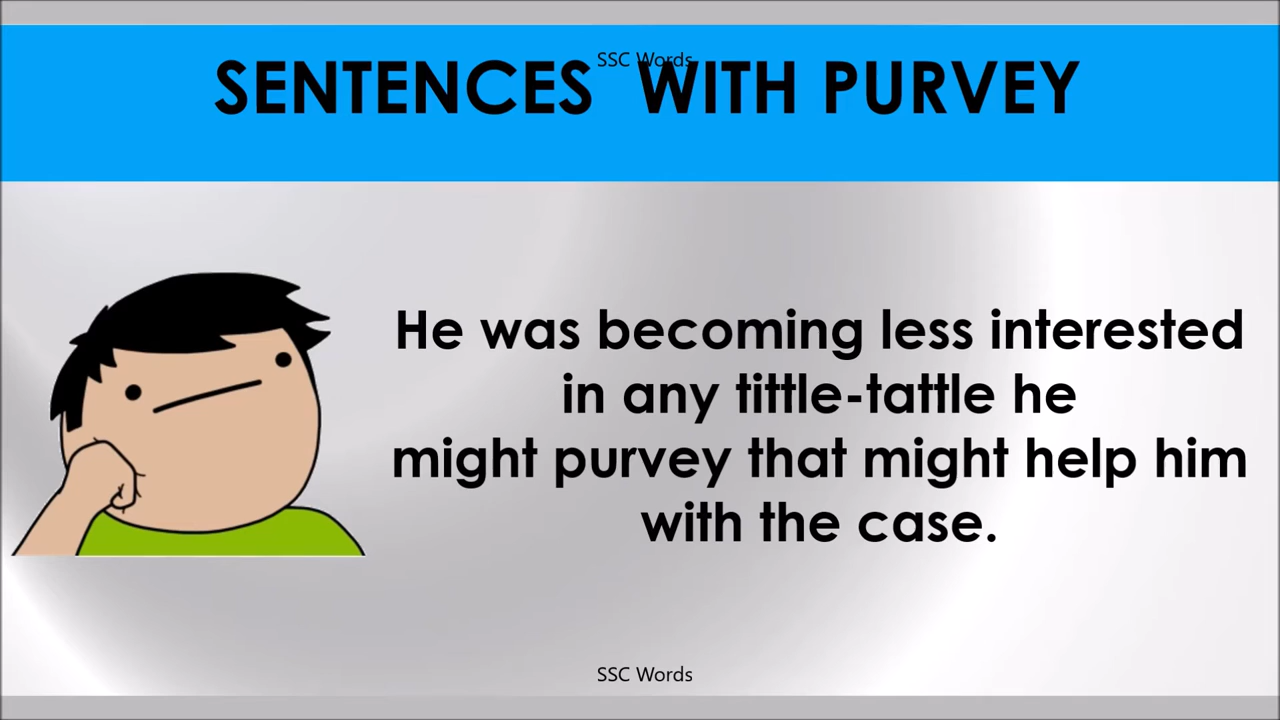 SSC Words
SENTENCES WITH PURVEY
He was becoming less interested
in any tittle-tattle he
might purvey that might help him
with the case.
SSC Words